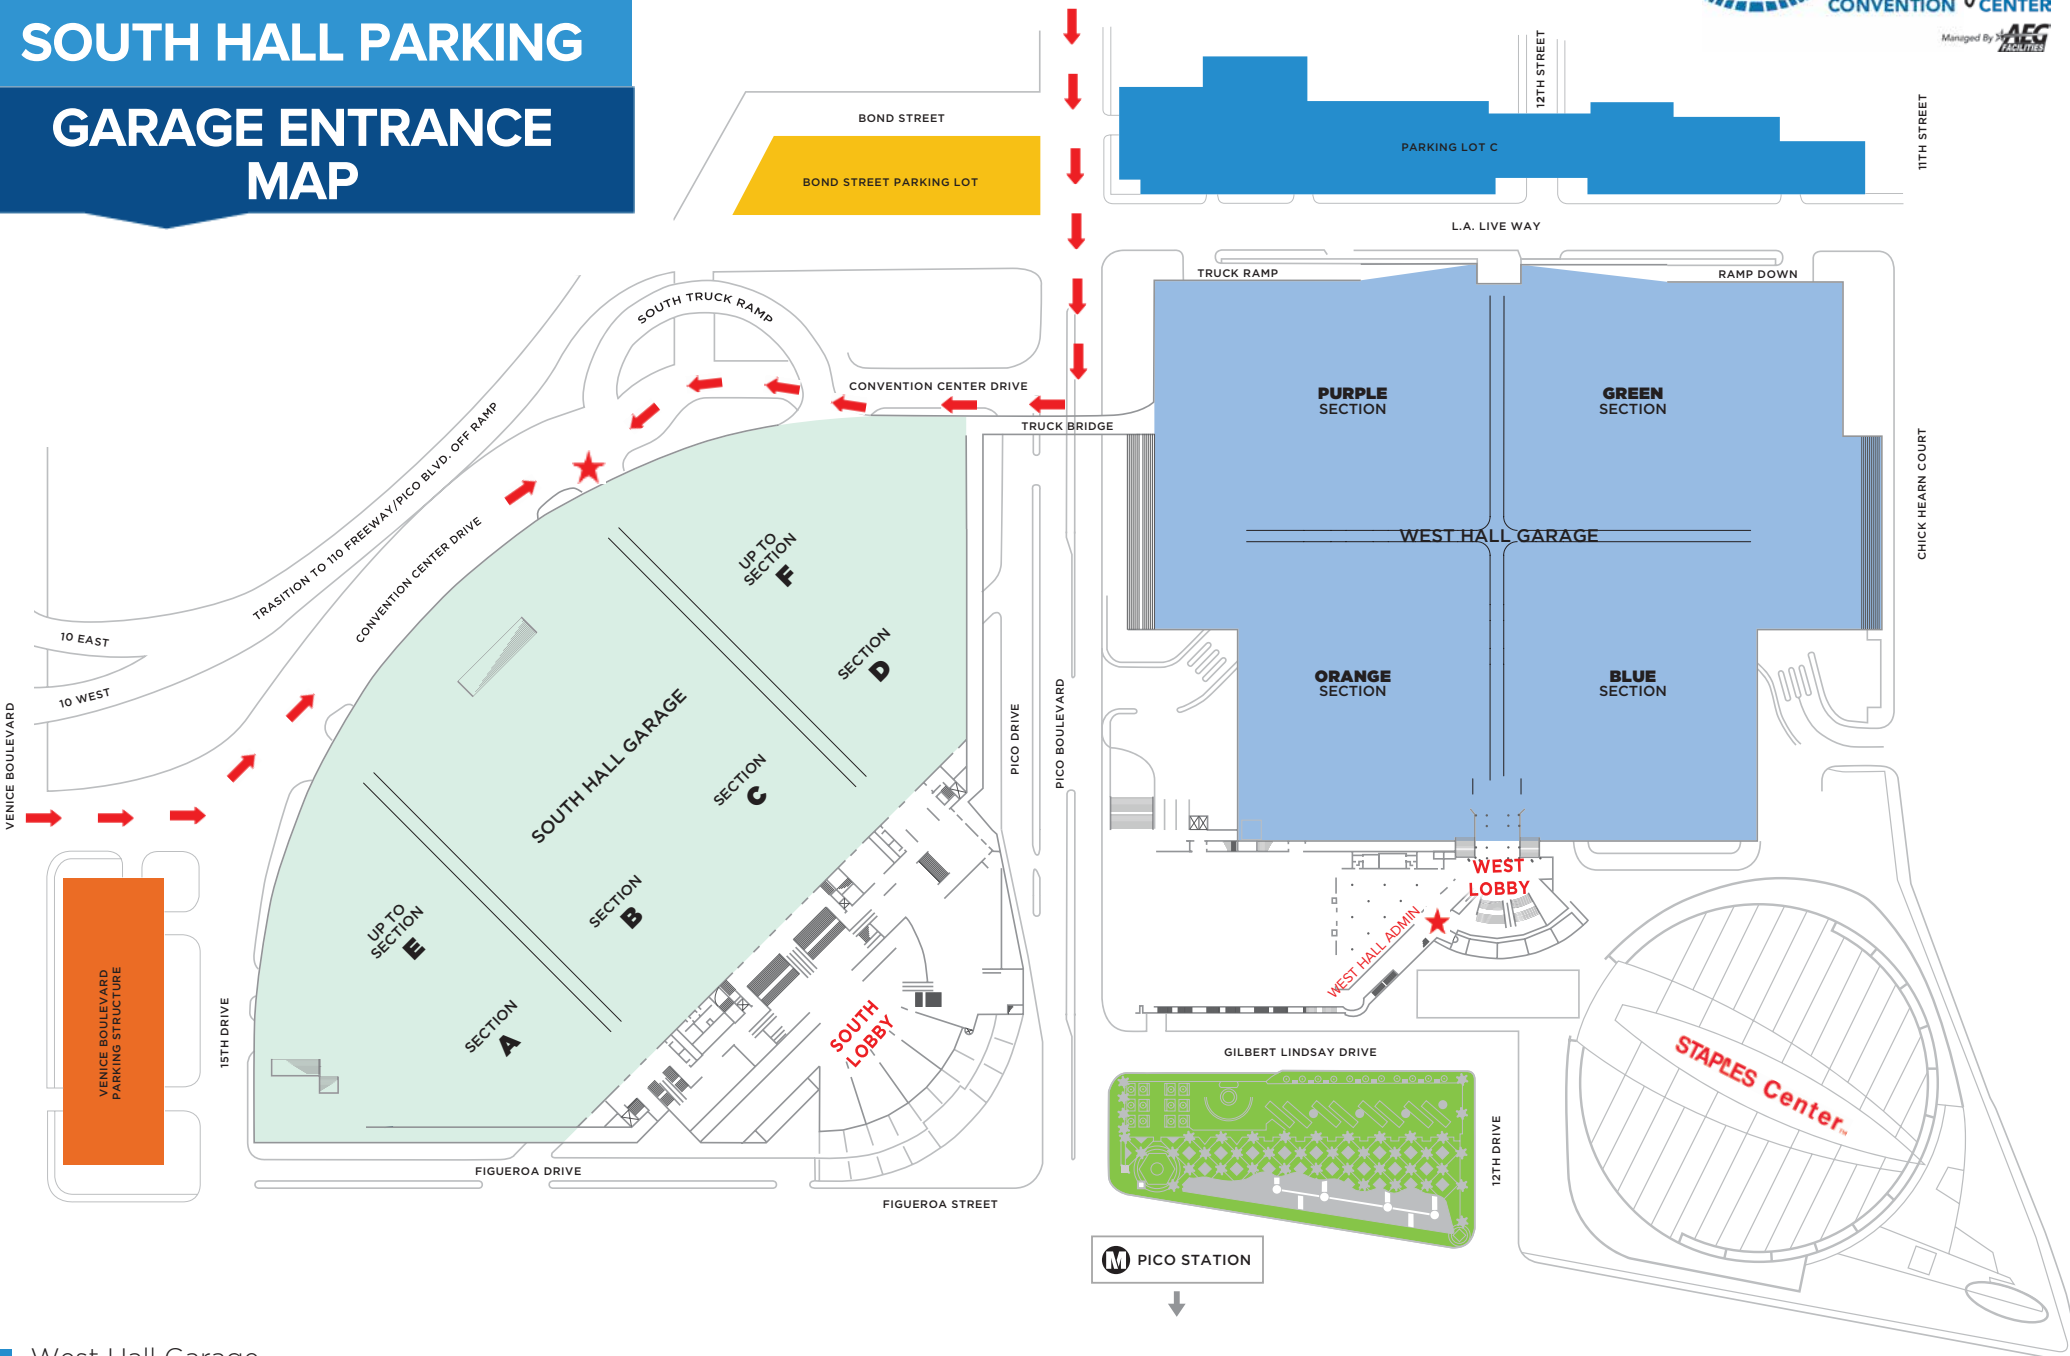 SOUTH HALL PARKING
GARAGE ENTRANCE
MAP
CONVENTION CENTER
Managed By AEG
FACILITIES
BOND STREET
BOND STREET PARKING LOT
12TH STREET
11TH STREET
PARKING LOT C
L.A. LIVE WAY
TRUCK RAMP
RAMP DOWN
SOUTH TRUCK RAMP
CONVENTION CENTER DRIVE
TRUCK BRIDGE
PURPLE
SECTION
GREEN
SECTION
WEST HALL GARAGE
CHICK HEARN COURT
ORANGE
SECTION
BLUE
SECTION
TRASITION TO 110 FREEWAY/PICO BLVD. OFF RAMP
CONVENTION CENTER DRIVE
10 EAST
10 WEST
VENICE BOULEVARD
UP TO
SECTION
F
SECTION
D
SOUTH HALL GARAGE
SECTION
C
SECTION
B
UP TO
SECTION
E
SECTION
A
PICO DRIVE
PICO BOULEVARD
WEST
LOBBY
WEST HALL ADMIN
SOUTH
LOBBY
VENICE BOULEVARD
PARKING STRUCTURE
15TH DRIVE
GILBERT LINDSAY DRIVE
STAPLES Center™
12TH DRIVE
FIGUEROA DRIVE
FIGUEROA STREET
M PICO STATION
West Hall Garage